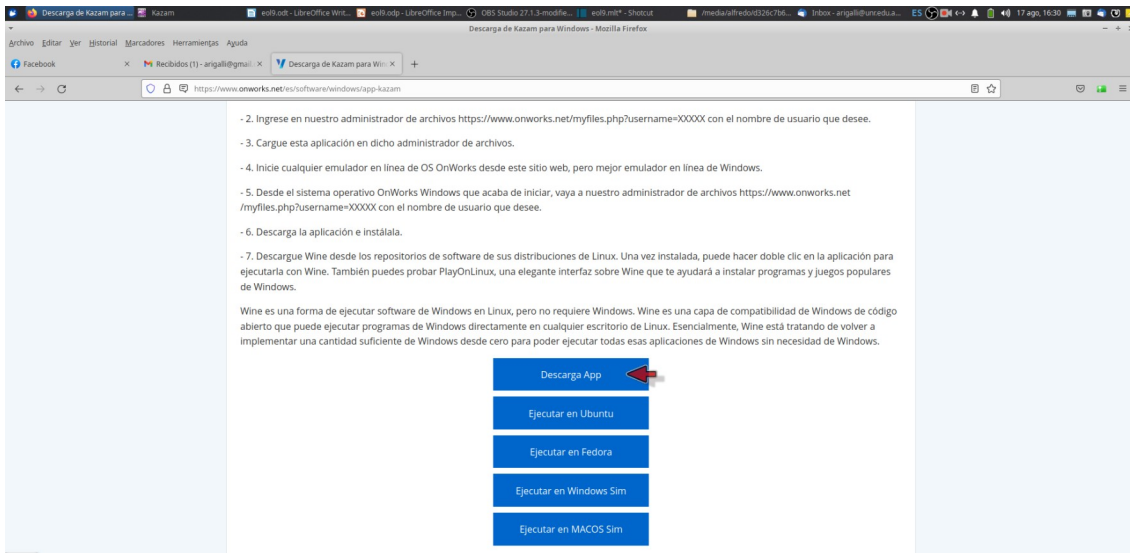 Descarga de Kazam para ...
Kazam
eol9.odt - LibreOffice Writ...
eol9.odp - LibreOffice Imp...
OBS Studio 27.1.3-modifie...
eol9.mlt* - Shotcut
/media/alfredo/d326c7b6...
Inbox - arigalli@unc.edu.a...
ES
17 ago, 16:30
Descarga de Kazam para Windows - Mozilla Firefox
Archivo Editar Ver Historial Marcadores Herramientas Ayuda
Facebook
Recibidos (1) - arigalli@gmail
Descarga de Kazam para Win
https://www.onworks.net/es/software/windows/app-kazam
- 2. Ingrese en nuestro administrador de archivos https://www.onworks.net/myfiles.php?username=XXXXX con el nombre de usuario que desee.
- 3. Cargue esta aplicación en dicho administrador de archivos.
- 4. Inicie cualquier emulador en línea de OS OnWorks desde este sitio web, pero mejor emulador en línea de Windows.
- 5. Desde el sistema operativo OnWorks Windows que acaba de iniciar, vaya a nuestro administrador de archivos https://www.onworks.net
/myfiles.php?username=XXXXX con el nombre de usuario que desee.
- 6. Descarga la aplicación e instálala.
- 7. Descargue Wine desde los repositorios de software de sus distribuciones de Linux. Una vez instalada, puede hacer doble clic en la aplicación para
ejecutarla con Wine. También puedes probar PlayOnLinux, una elegante interfaz sobre Wine que te ayudará a instalar programas y juegos populares
de Windows.
Wine es una forma de ejecutar software de Windows en Linux, pero no requiere Windows. Wine es una capa de compatibilidad de Windows de código
abierto que puede ejecutar programas de Windows directamente en cualquier escritorio de Linux. Esencialmente, Wine está tratando de volver a
implementar una cantidad suficiente de Windows desde cero para poder ejecutar todas esas aplicaciones de Windows sin necesidad de Windows.
Descarga App
Ejecutar en Ubuntu
Ejecutar en Fedora
Ejecutar en Windows Sim
Ejecutar en MACOS Sim